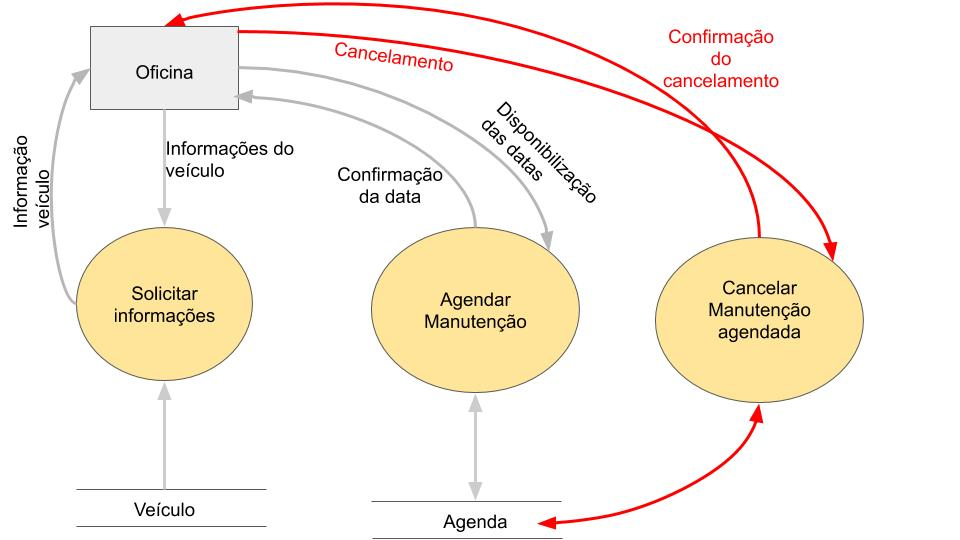 Oficina
Cancelamento
Confirmação
do
cancelamento
Informação
veículo
Informações do
veículo
Confirmação
da data
Disponibilização
das datas
Solicitar
informações
Agendar
Manutenção
Cancelar
Manutenção
agendada
Veículo
Agenda